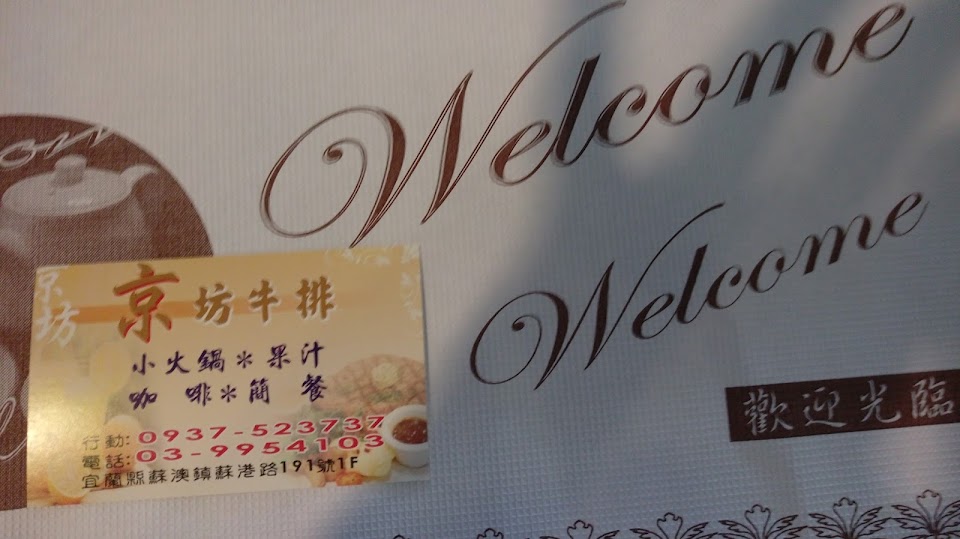 Welcome
Welcome
歡迎光臨
京坊
京坊牛排
小火鍋＊果汁
咖啡＊簡餐
行動: 0937-523737
電話: 03-9954103
宜蘭縣蘇澳鎮蘇港路191號1F